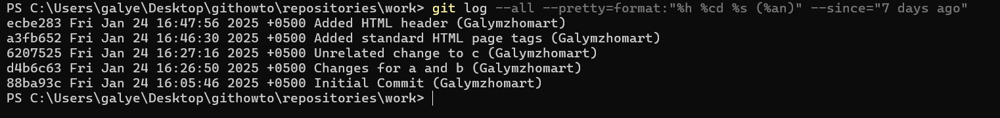 PS C:\Users\galye\Desktop\githowto\repositories\work> git log --all --pretty=format:"%h %cd %s (%an)" --since="7 days ago"
ecbe283 Fri Jan 24 16:47:56 2025 +0500 Added HTML header (Galymzhomart)
a3fb652 Fri Jan 24 16:46:30 2025 +0500 Added standard HTML page tags (Galymzhomart)
6207525 Fri Jan 24 16:27:16 2025 +0500 Unrelated change to c (Galymzhomart)
d4b6c63 Fri Jan 24 16:26:50 2025 +0500 Changes for a and b (Galymzhomart)
88ba93c Fri Jan 24 16:05:46 2025 +0500 Initial Commit (Galymzhomart)
PS C:\Users\galye\Desktop\githowto\repositories\work>